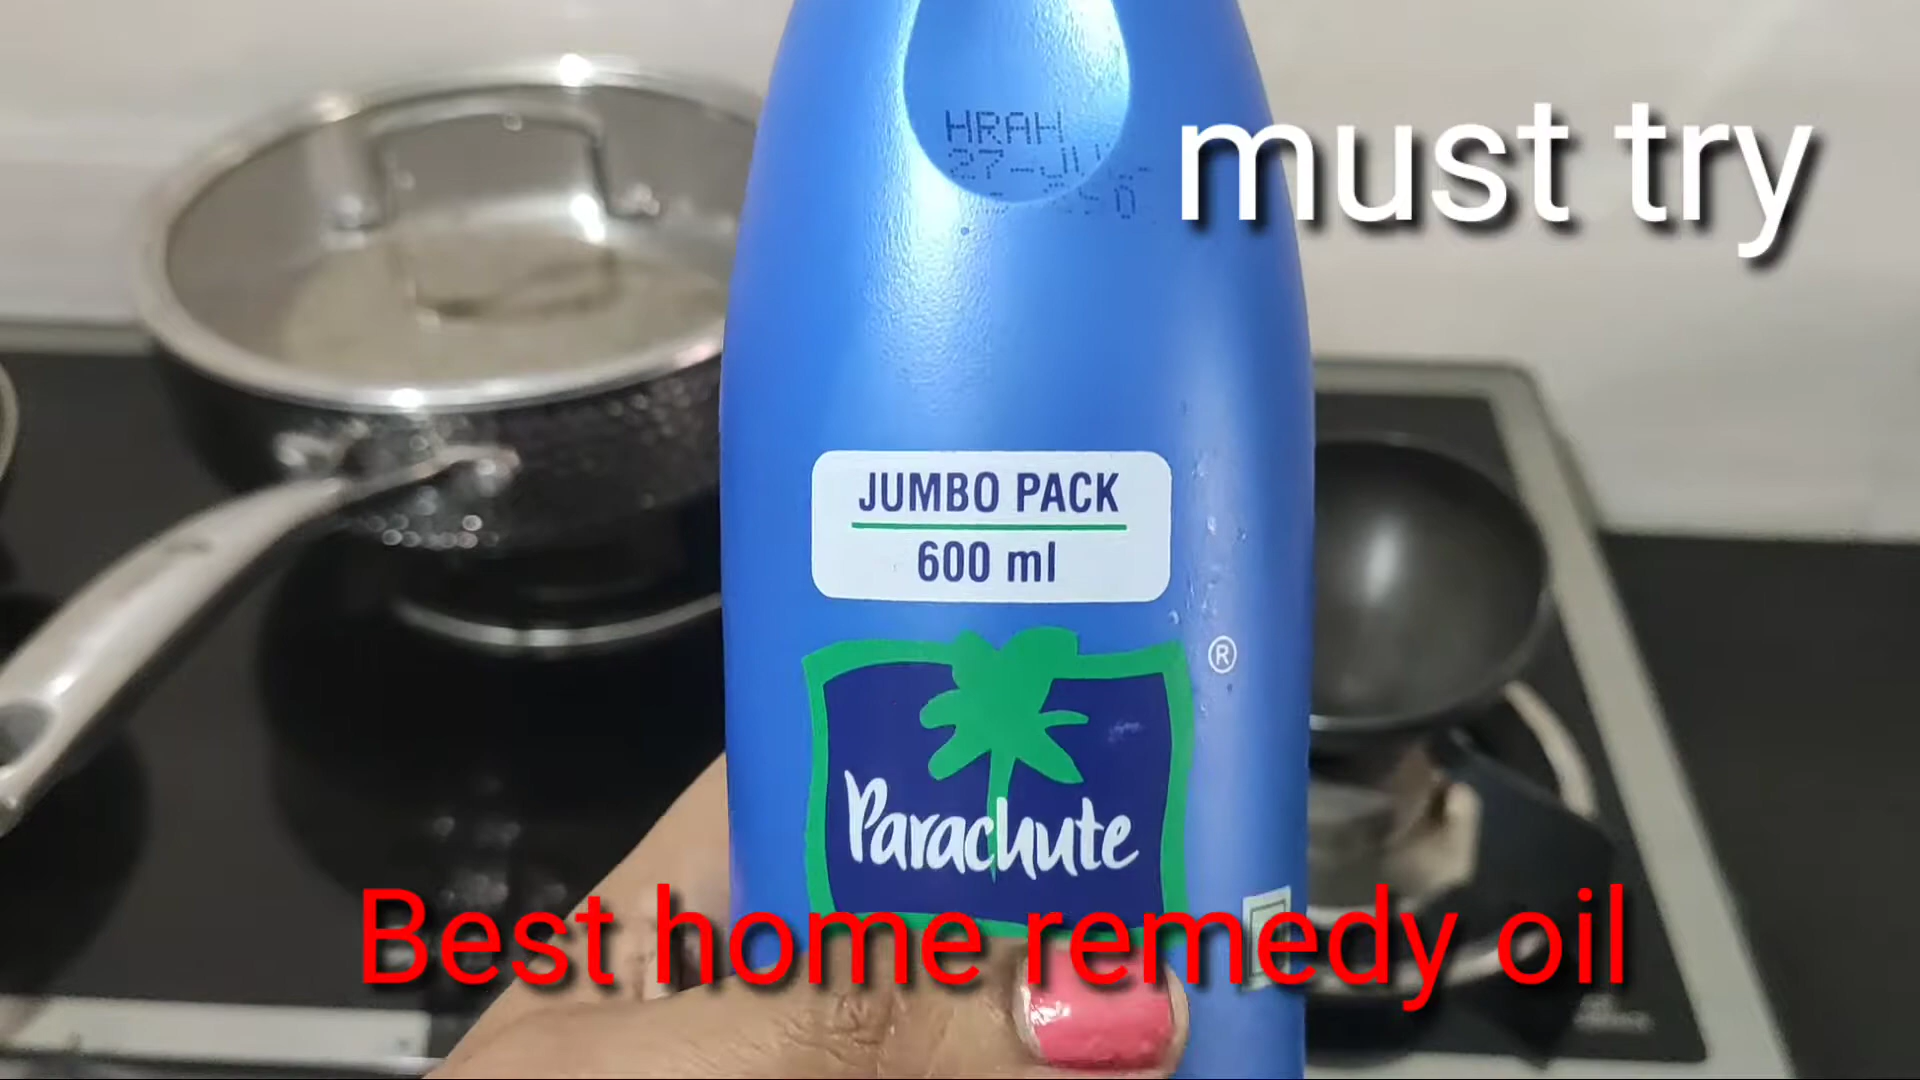 HRAH
must try
JUMBO PACK
600 ml
®
Parachute
Best home remedy oil